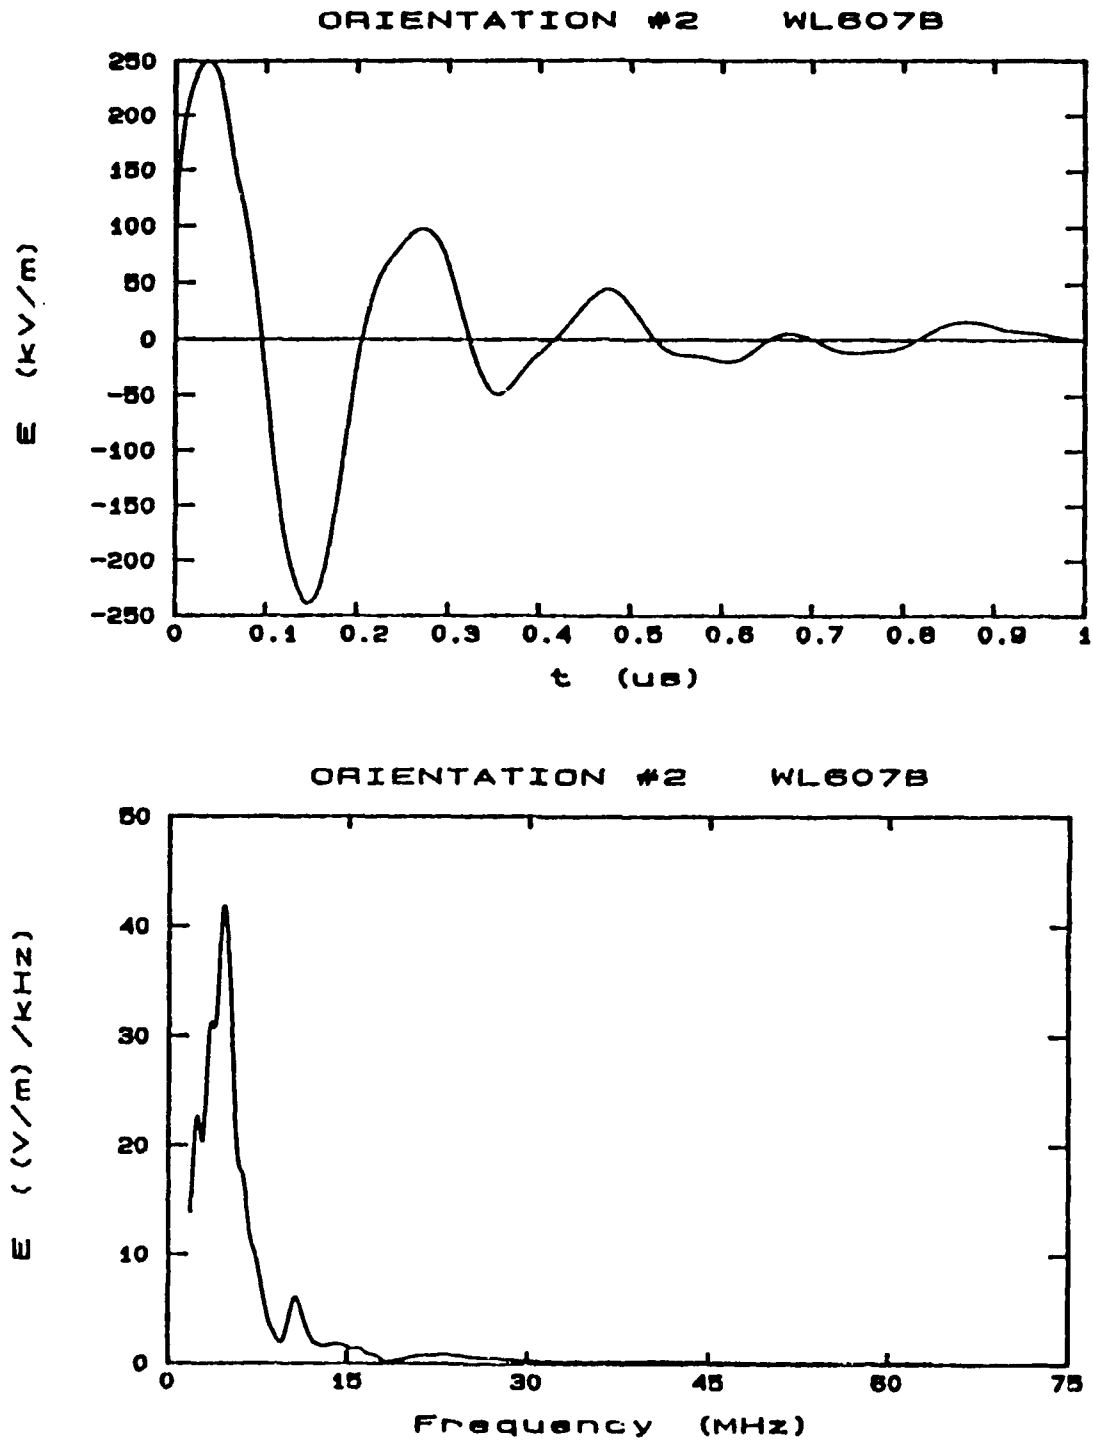 ORIENTATION #2 WL607B
250
200
150
100
50
0
-50
-100
-150
-200
-250
E (kV/m)
0 0.1 0.2 0.3 0.4 0.5 0.6 0.7 0.8 0.9 1
t (us)
ORIENTATION #2 WL607B
50
40
30
20
10
0
E ((V/m)/kHz)
0 15 30 45 60 75
Frequency (MHz)